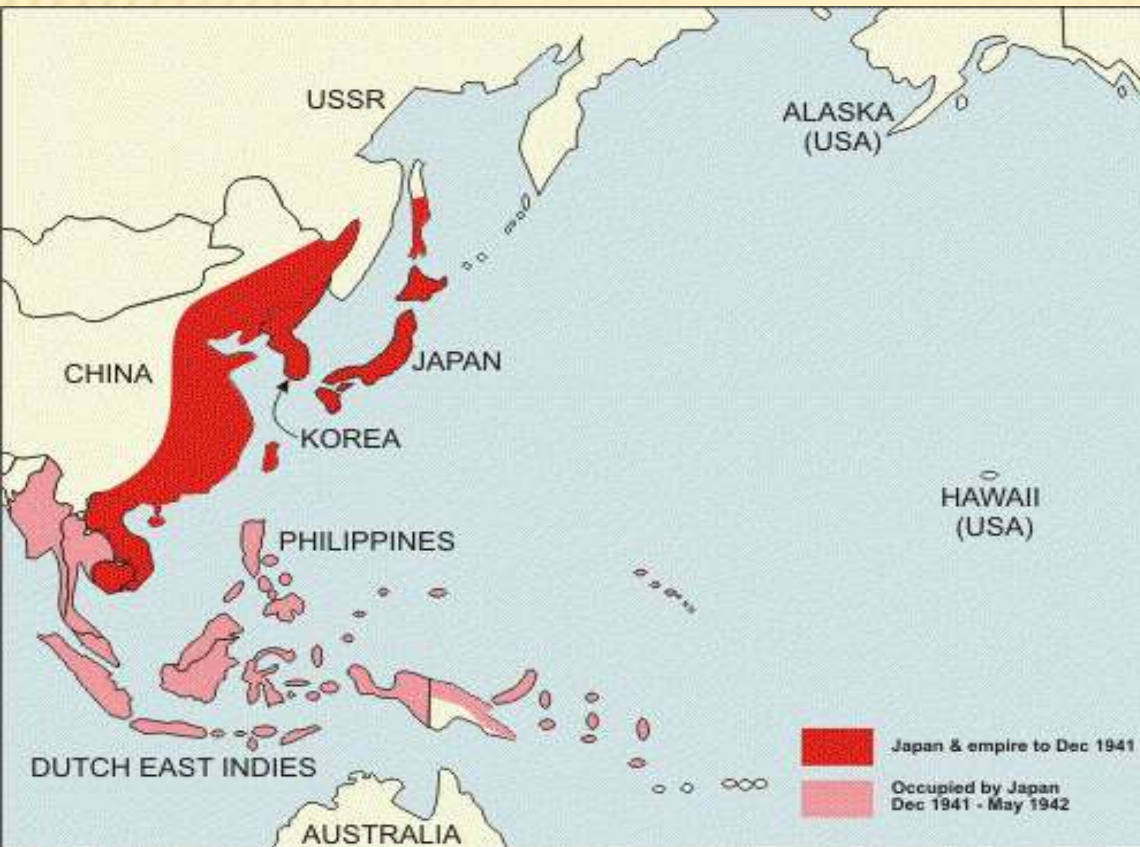 USSR
ALASKA
(USA)
CHINA
JAPAN
KOREA
HAWAII
(USA)
PHILIPPINES
DUTCH EAST INDIES
AUSTRALIA
Japan & empire to Dec 1941
Occupied by Japan
Dec 1941 - May 1942